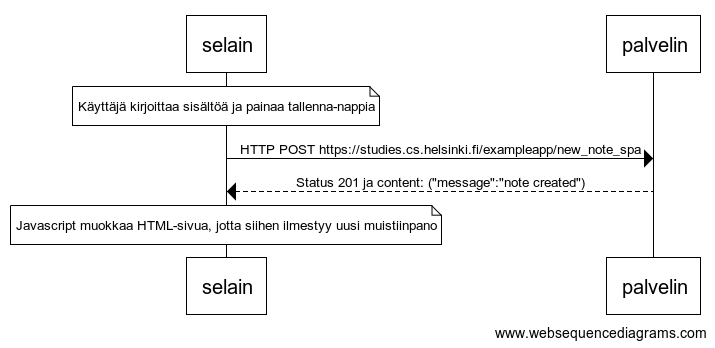 selain
palvelin
Käyttäjä kirjoittaa sisältöä ja painaa tallenna-nappia
HTTP POST https://studies.cs.helsinki.fi/exampleapp/new_note_spa
Status 201 ja content: ("message":"note created")
Javascript muokkaa HTML-sivua, jotta siihen ilmestyy uusi muistiinpano
selain
palvelin
www.websequencediagrams.com